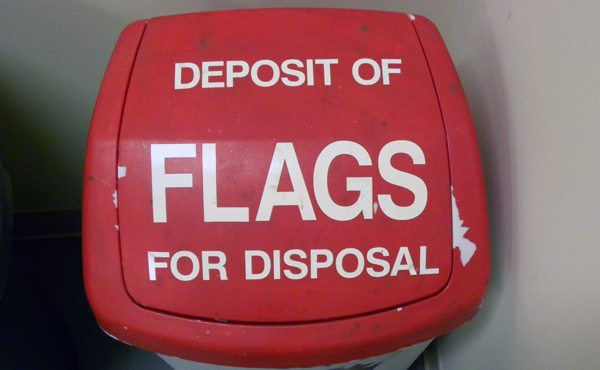 DEPOSIT OF
FLAGS
FOR DISPOSAL